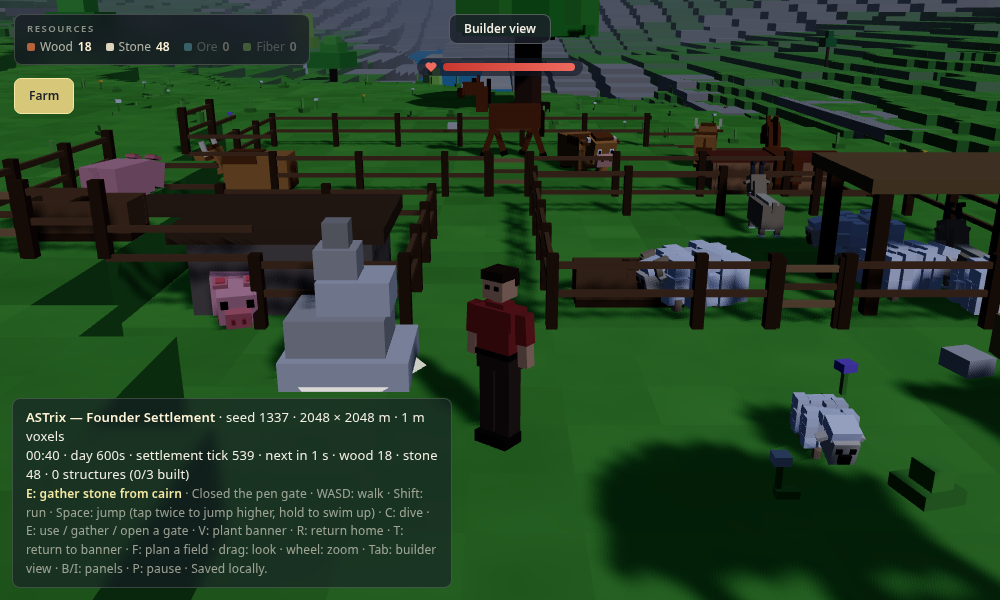 RESOURCES
Wood 18 Stone 48 Ore 0 Fiber 0
Builder view
Farm
ASTrix — Founder Settlement · seed 1337 · 2048 × 2048 m · 1 m
voxels
00:40 · day 600s · settlement tick 539 · next in 1 s · wood 18 · stone
48 · 0 structures (0/3 built)
E: gather stone from cairn · Closed the pen gate · WASD: walk · Shift:
run · Space: jump (tap twice to jump higher, hold to swim up) · C: dive ·
E: use / gather / open a gate · V: plant banner · R: return home · T:
return to banner · F: plan a field · drag: look · wheel: zoom · Tab: builder
view · B/I: panels · P: pause · Saved locally.